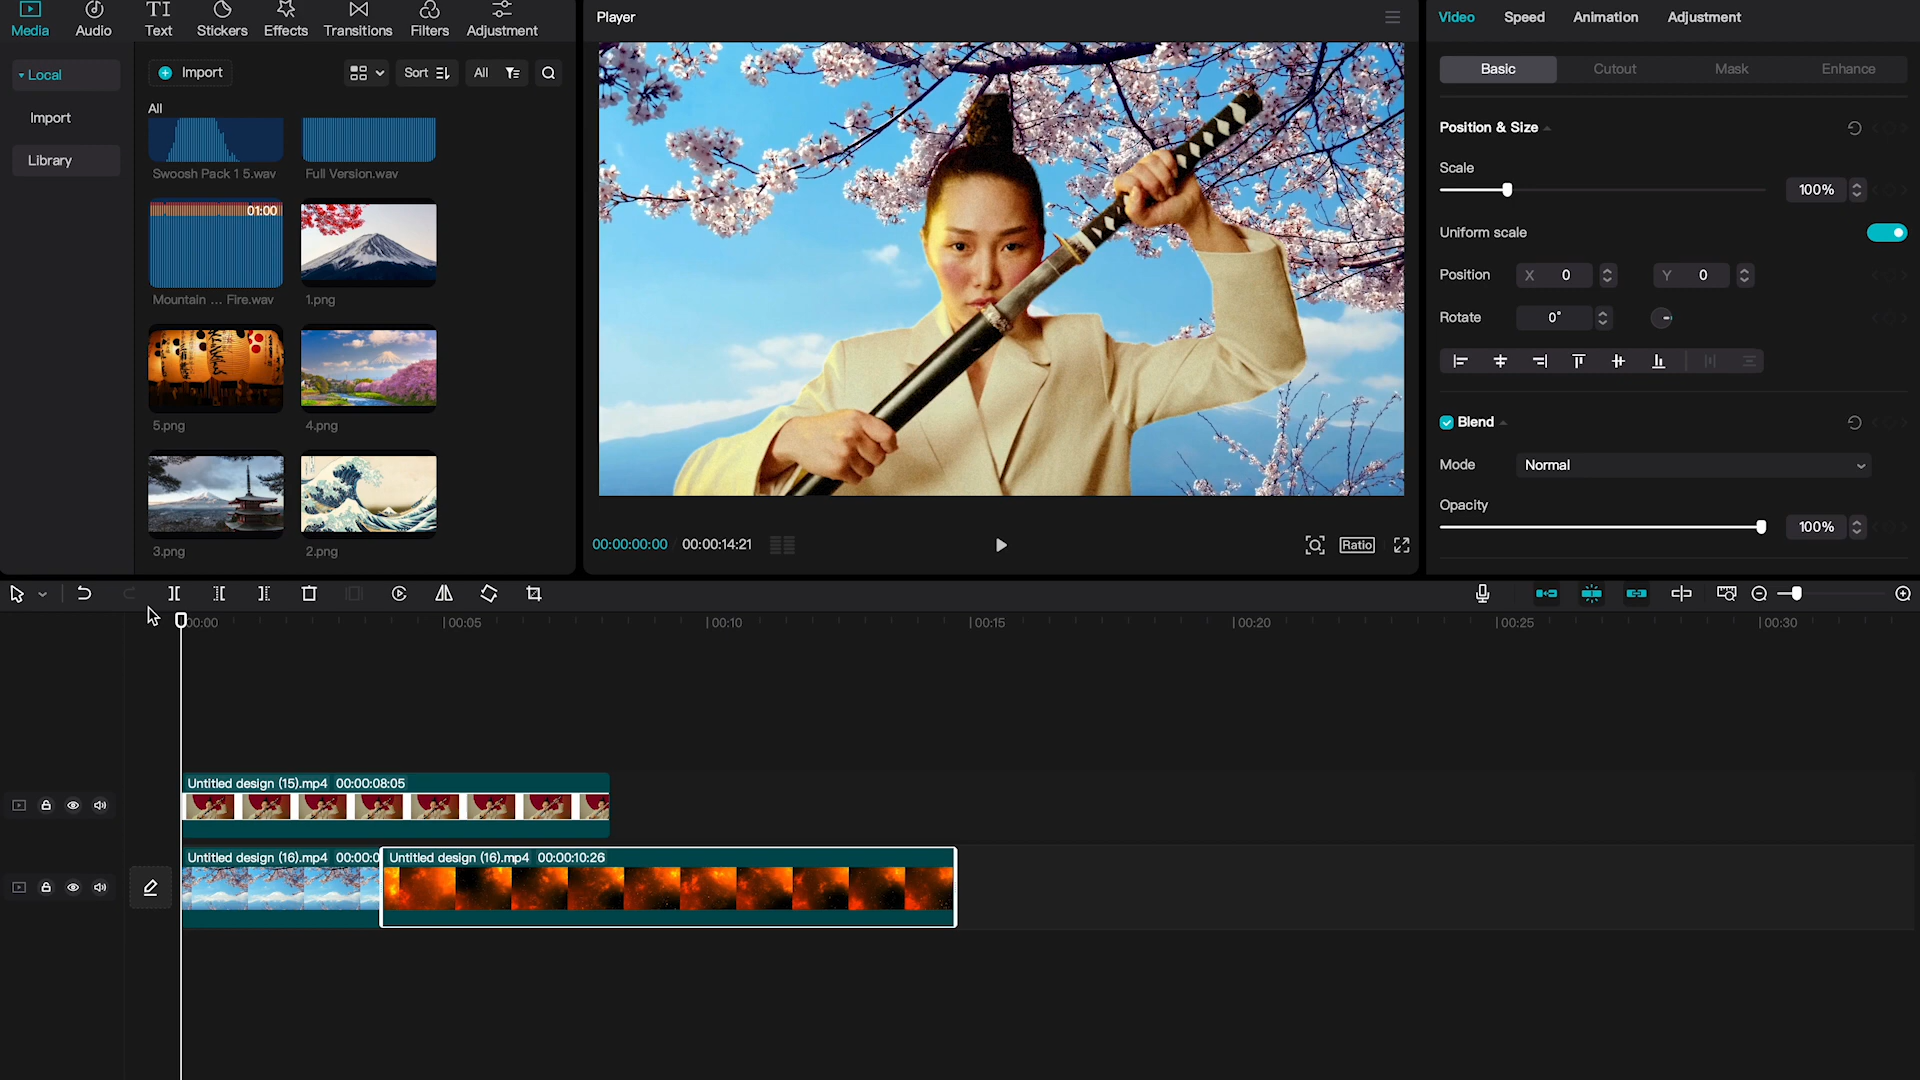 Media
Audio
Text
Stickers
Effects
Transitions
Filters
Adjustment
Local
Import
Library
Import
Sort
All
All
Swoosh Pack 1 5.wav
Full Version.wav
01:00
Mountain ... Fire.wav
1.png
5.png
4.png
3.png
2.png
Player
00:00:00:00
00:00:14:21
Ratio
Video
Speed
Animation
Adjustment
Basic
Cutout
Mask
Enhance
Position & Size
Scale
100%
Uniform scale
Position
X 0
Y 0
Rotate
0°
Blend
Mode
Normal
Opacity
100%
00:00
00:05
00:10
00:15
00:20
00:25
00:30
Untitled design (15).mp4 00:00:08:05
Untitled design (16).mp4 00:00:0
Untitled design (16).mp4 00:00:10:26